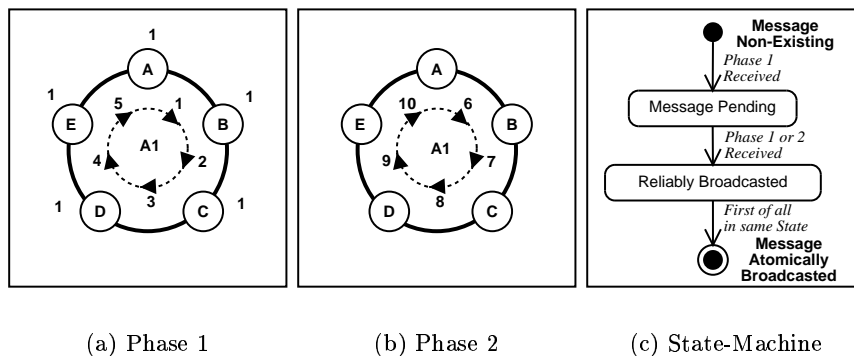 1
A
1
E
1
B
5
1
A1
4
2
3
1
D
C
1
A
10
6
E
B
A1
9
7
8
D
C
Message
Non-Existing
Phase 1
Received
Message Pending
Phase 1 or 2
Received
Reliably Broadcasted
First of all
in same State
Message
Atomically
Broadcasted
(a) Phase 1
(b) Phase 2
(c) State-Machine